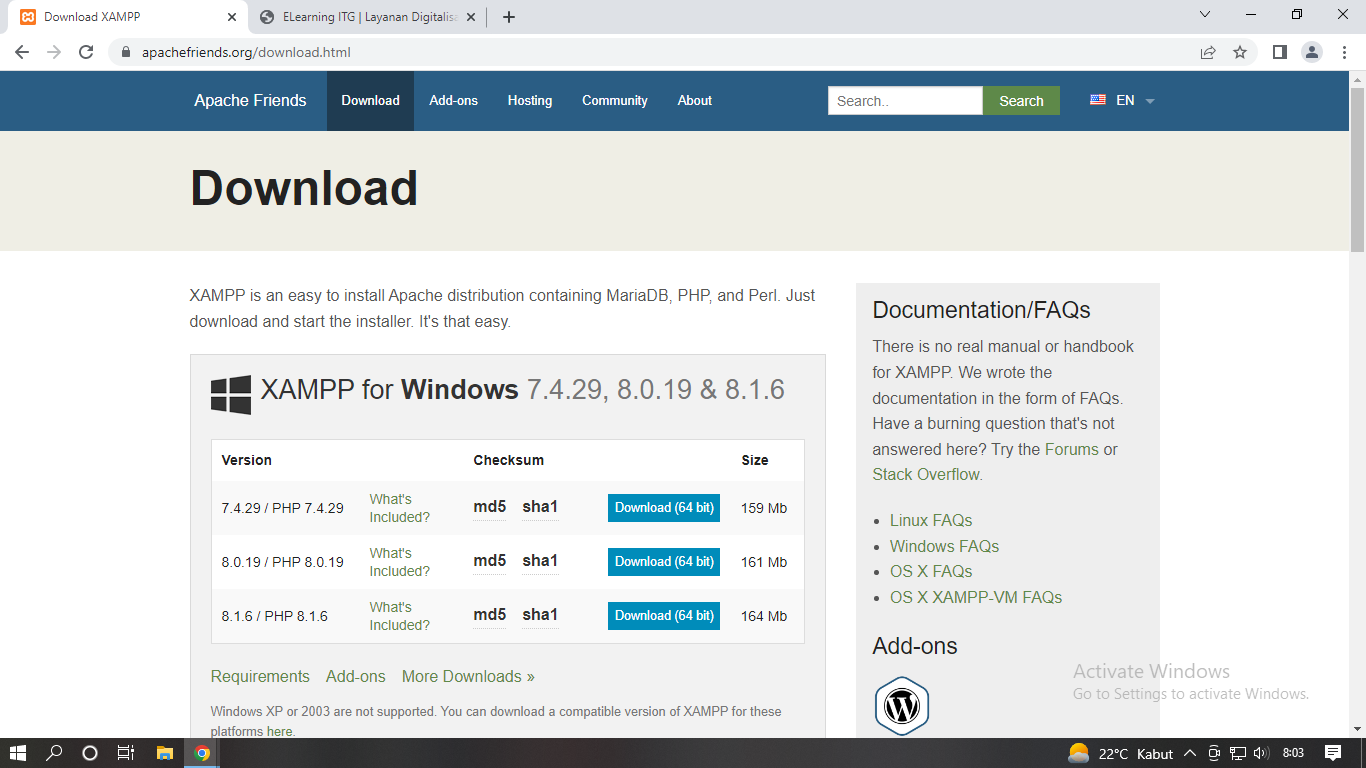 Download XAMPP
ELearning ITG | Layanan Digitalisa
apachefriends.org/download.html
Apache Friends Download Add-ons Hosting Community About Search.. Search EN
Download
XAMPP is an easy to install Apache distribution containing MariaDB, PHP, and Perl. Just
download and start the installer. It's that easy.
XAMPP for Windows 7.4.29, 8.0.19 & 8.1.6
Version Checksum Size
7.4.29 / PHP 7.4.29 What's Included? md5 sha1 Download (64 bit) 159 Mb
8.0.19 / PHP 8.0.19 What's Included? md5 sha1 Download (64 bit) 161 Mb
8.1.6 / PHP 8.1.6 What's Included? md5 sha1 Download (64 bit) 164 Mb
Requirements Add-ons More Downloads »
Windows XP or 2003 are not supported. You can download a compatible version of XAMPP for these
platforms here.
Documentation/FAQs
There is no real manual or handbook
for XAMPP. We wrote the
documentation in the form of FAQs.
Have a burning question that's not
answered here? Try the Forums or
Stack Overflow.
• Linux FAQs
• Windows FAQs
• OS X FAQs
• OS X XAMPP-VM FAQs
Add-ons
Activate Windows
Go to Settings to activate Windows.
22°C Kabut 8:03